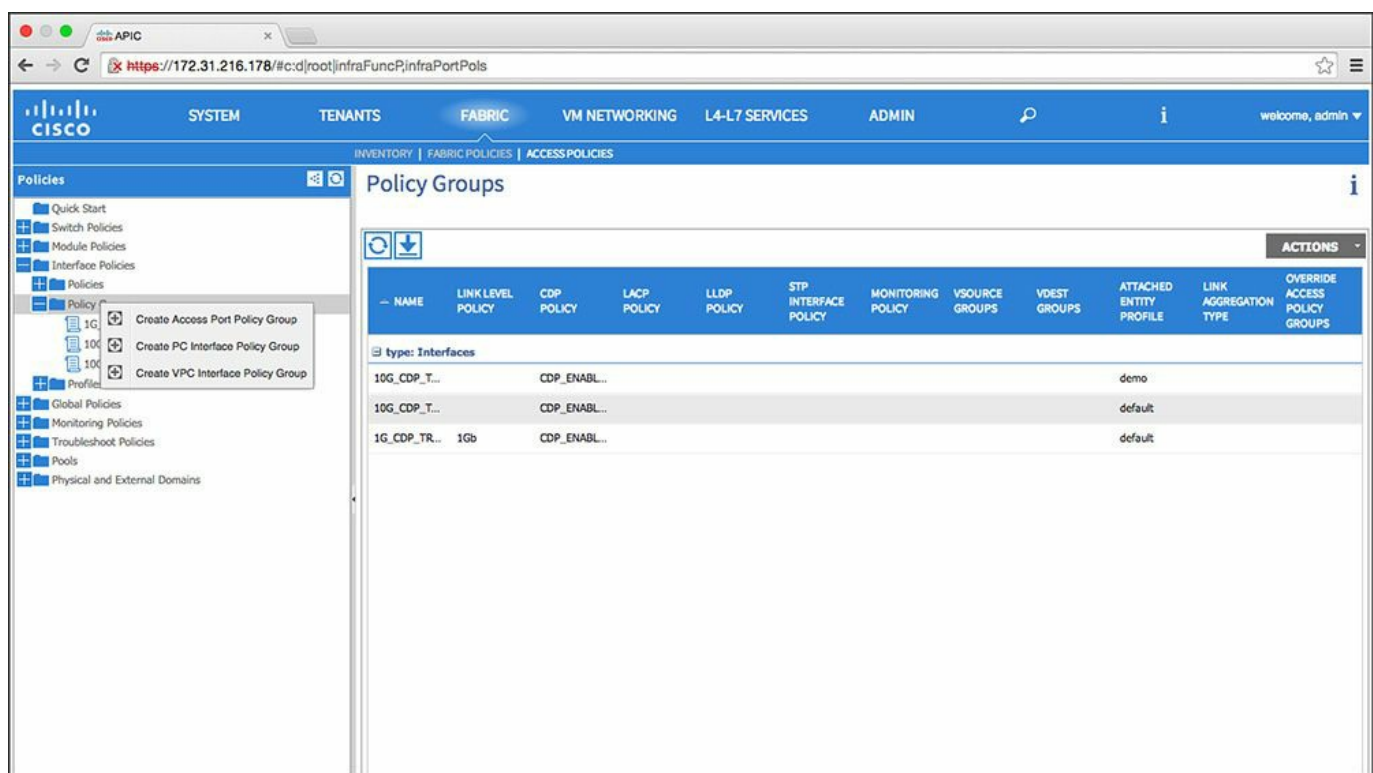 APIC
https://172.31.216.178/#c:d|root|infraFuncP,infraPortPols
CISCO
SYSTEM TENANTS FABRIC VM NETWORKING L4-L7 SERVICES ADMIN i welcome, admin
INVENTORY | FABRIC POLICIES | ACCESS POLICIES
Policies
Quick Start
Switch Policies
Module Policies
Interface Policies
Policies
Policy
1G
10
10
Profile
Global Policies
Monitoring Policies
Troubleshoot Policies
Pools
Physical and External Domains
Create Access Port Policy Group
Create PC Interface Policy Group
Create VPC Interface Policy Group
Policy Groups
i
ACTIONS
NAME LINK LEVEL POLICY CDP POLICY LACP POLICY LLDP POLICY STP INTERFACE POLICY MONITORING POLICY VSOURCE GROUPS VDEST GROUPS ATTACHED ENTITY PROFILE LINK AGGREGATION TYPE OVERRIDE ACCESS POLICY GROUPS
type: Interfaces
10G_CDP_T... CDP_ENABL... demo
10G_CDP_T... CDP_ENABL... default
1G_CDP_TR... 1Gb CDP_ENABL... default